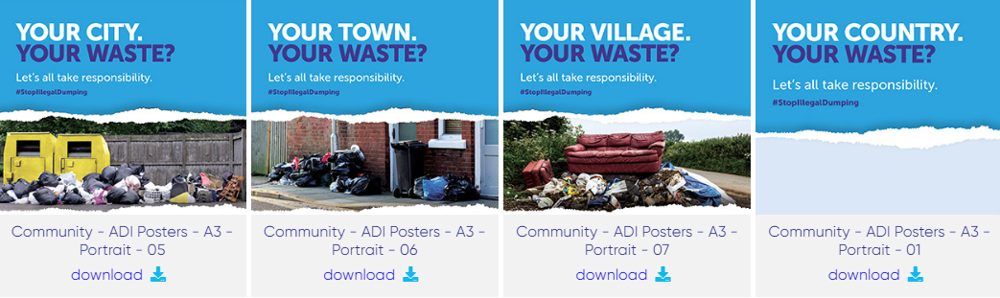 YOUR CITY.
YOUR WASTE?
Let's all take responsibility.
#StopIllegalDumping
Community - ADI Posters - A3 -
Portrait - 05
download
YOUR TOWN.
YOUR WASTE?
Let's all take responsibility.
#StopIllegalDumping
Community - ADI Posters - A3 -
Portrait - 06
download
YOUR VILLAGE.
YOUR WASTE?
Let's all take responsibility.
#StopIllegalDumping
Community - ADI Posters - A3 -
Portrait - 07
download
YOUR COUNTRY.
YOUR WASTE?
Let's all take responsibility.
#StopIllegalDumping
Community - ADI Posters - A3 -
Portrait - 01
download